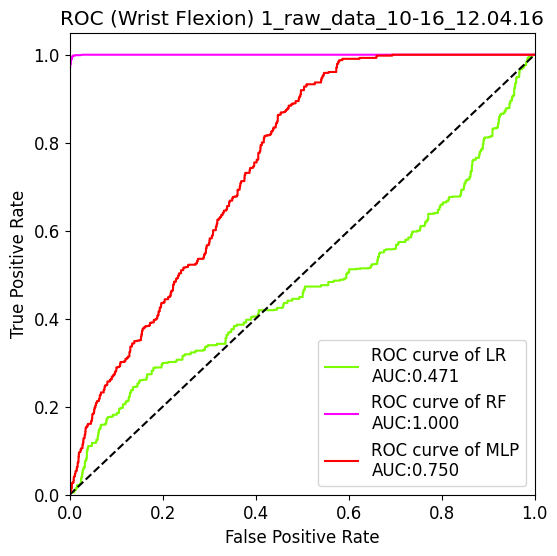 ROC (Wrist Flexion) 1_raw_data_10-16_12.04.16
True Positive Rate
1.0
0.8
0.6
0.4
0.2
0.0
ROC curve of LR
AUC:0.471
ROC curve of RF
AUC:1.000
ROC curve of MLP
AUC:0.750
0.0 0.2 0.4 0.6 0.8 1.0
False Positive Rate